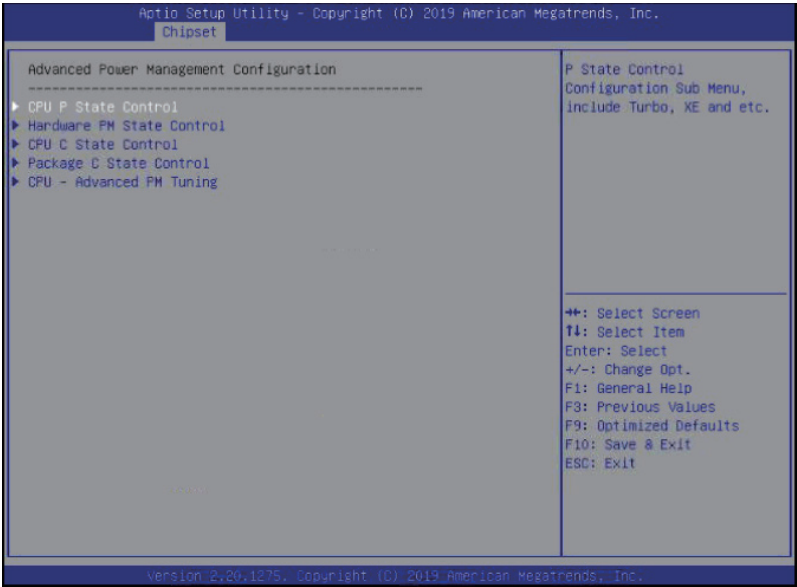 Aptio Setup Utility - Copyright (C) 2019 American Megatrends, Inc.
Chipset
Advanced Power Management Configuration
------------------------------------------------
CPU P State Control
Hardware PM State Control
CPU C State Control
Package C State Control
CPU - Advanced PM Tuning
P State Control
Configuration Sub Menu,
include Turbo, XE and etc.
→←: Select Screen
↑↓: Select Item
Enter: Select
+/-: Change Opt.
F1: General Help
F3: Previous Values
F9: Optimized Defaults
F10: Save & Exit
ESC: Exit
Version 2.20.1275. Copyright (C) 2019 American Megatrends, Inc.